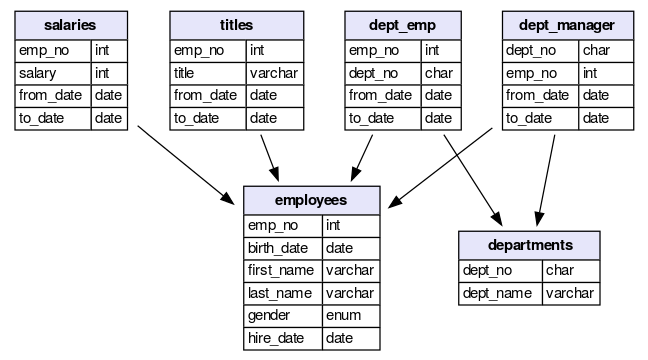 salaries
emp_no int
salary int
from_date date
to_date date
titles
emp_no int
title varchar
from_date date
to_date date
dept_emp
emp_no int
dept_no char
from_date date
to_date date
dept_manager
dept_no char
emp_no int
from_date date
to_date date
employees
emp_no int
birth_date date
first_name varchar
last_name varchar
gender enum
hire_date date
departments
dept_no char
dept_name varchar